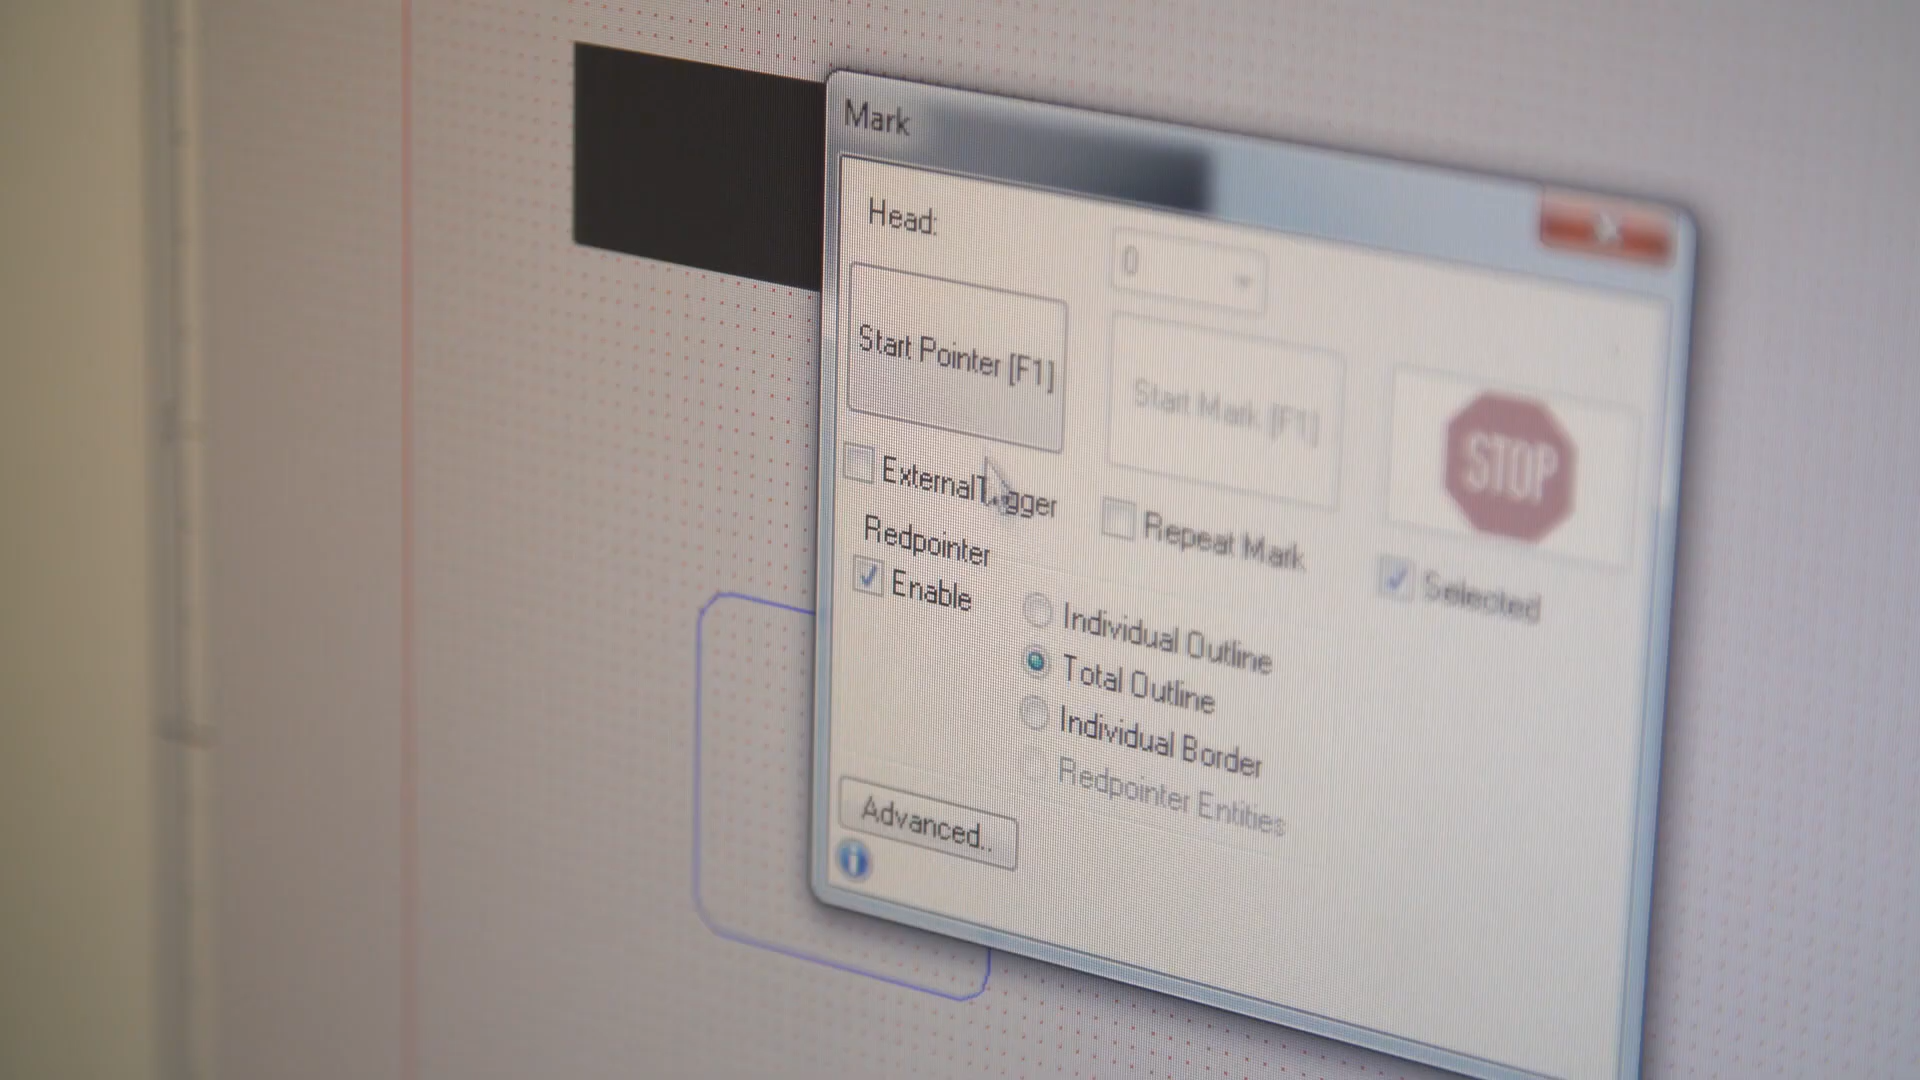 Mark
Head:
0
Start Pointer [F1]
Start Mark [F1]
STOP
External
Repeat Mark
Selected
Redpointer
Enable
Individual Outline
Total Outline
Individual Border
Redpointer Entities
Advanced..